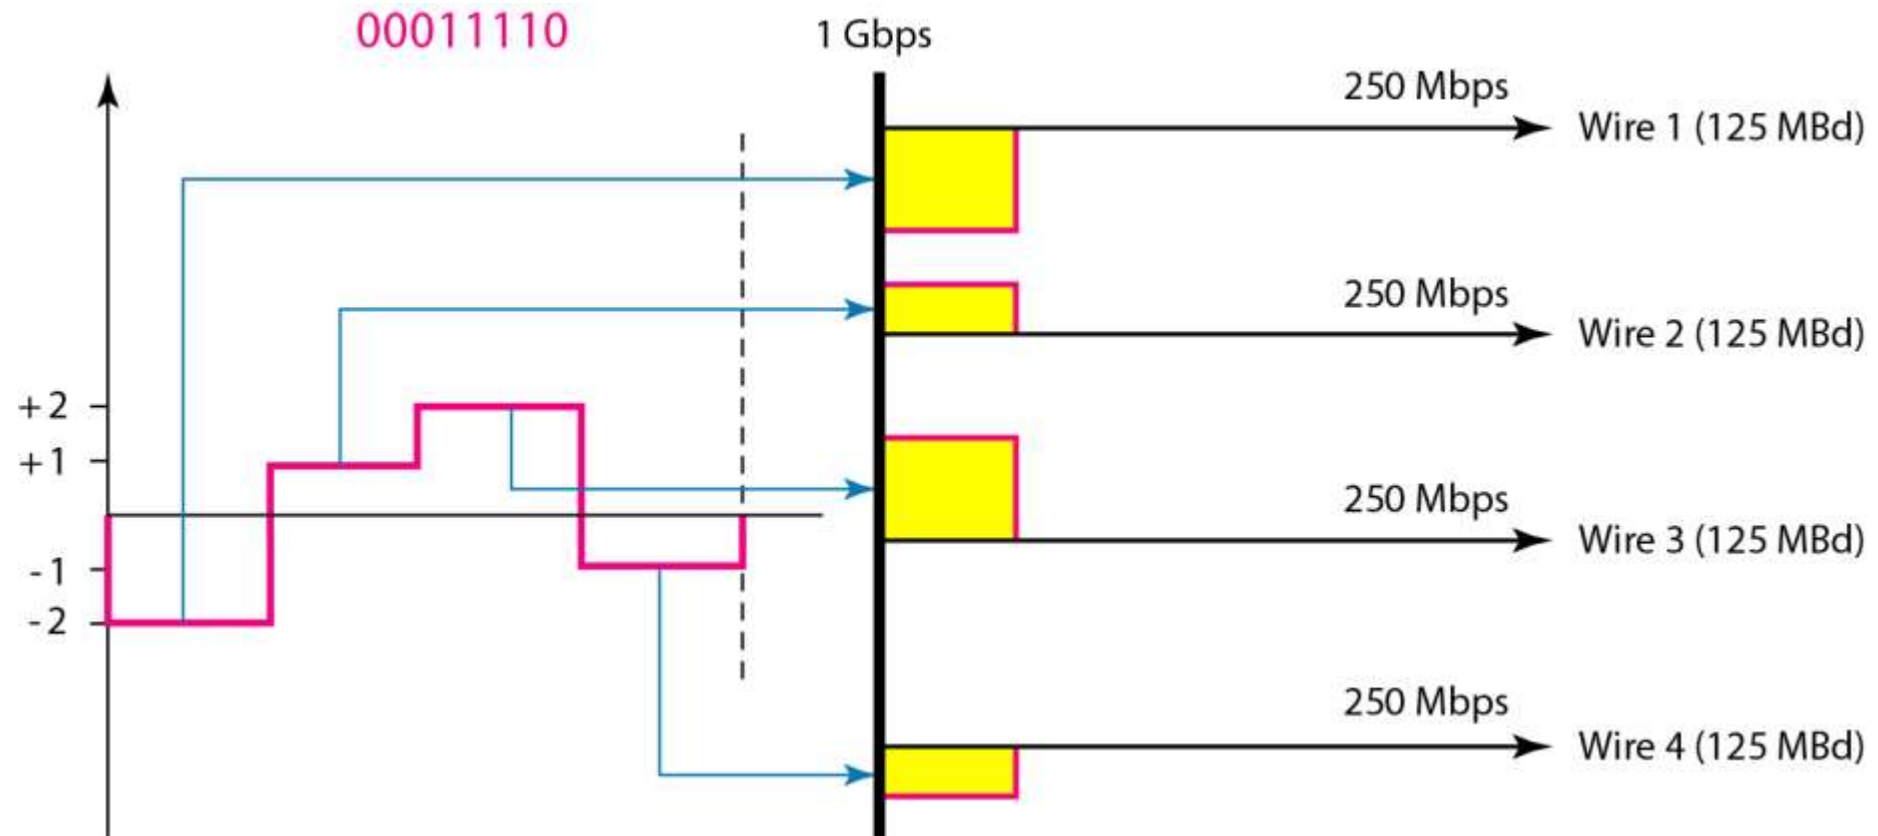 00011110
1 Gbps
250 Mbps
Wire 1 (125 MBd)
250 Mbps
Wire 2 (125 MBd)
+2
+1
250 Mbps
Wire 3 (125 MBd)
-1
-2
250 Mbps
Wire 4 (125 MBd)